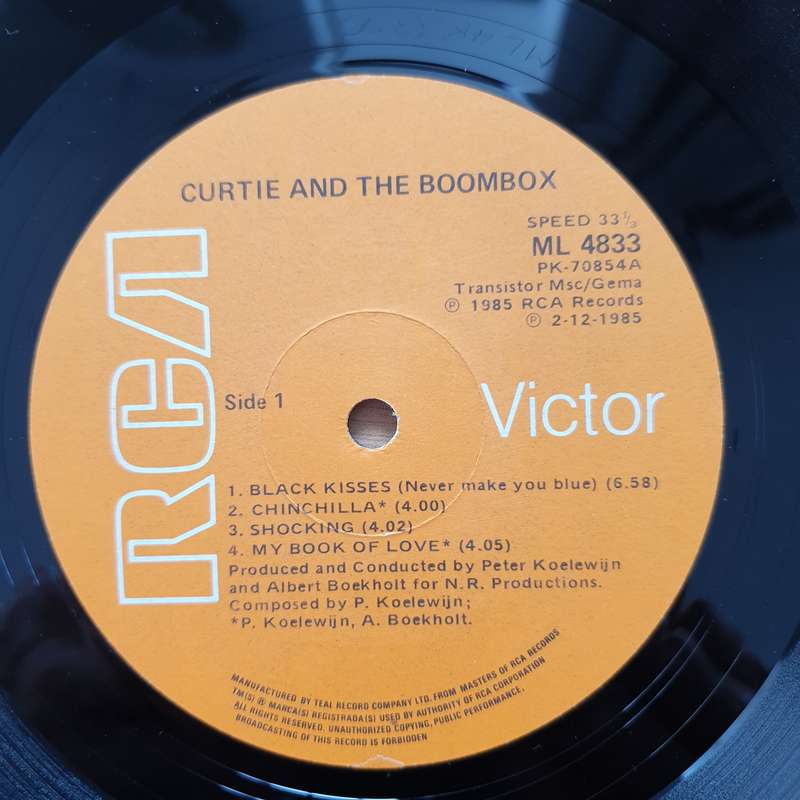 CURTIE AND THE BOOMBOX
SPEED 33⅓
ML 4833
PK-70854A
Transistor Msc/Gema
℗ 1985 RCA Records
℗ 2-12-1985
RCA
Side 1
Victor
1. BLACK KISSES (Never make you blue) (6.58)
2. CHINCHILLA* (4.00)
3. SHOCKING (4.02)
4. MY BOOK OF LOVE* (4.05)
Produced and Conducted by Peter Koelewijn
and Albert Boekholt for N.R. Productions.
Composed by P. Koelewijn;
*P. Koelewijn, A. Boekholt.
MANUFACTURED BY TEAL RECORD COMPANY LTD. FROM MASTERS OF RCA RECORDS
TM(S) ® MARCA(S) REGISTRADA(S) USED BY AUTHORITY OF RCA CORPORATION
ALL RIGHTS RESERVED. UNAUTHORIZED COPYING, PUBLIC PERFORMANCE,
BROADCASTING OF THIS RECORD IS FORBIDDEN